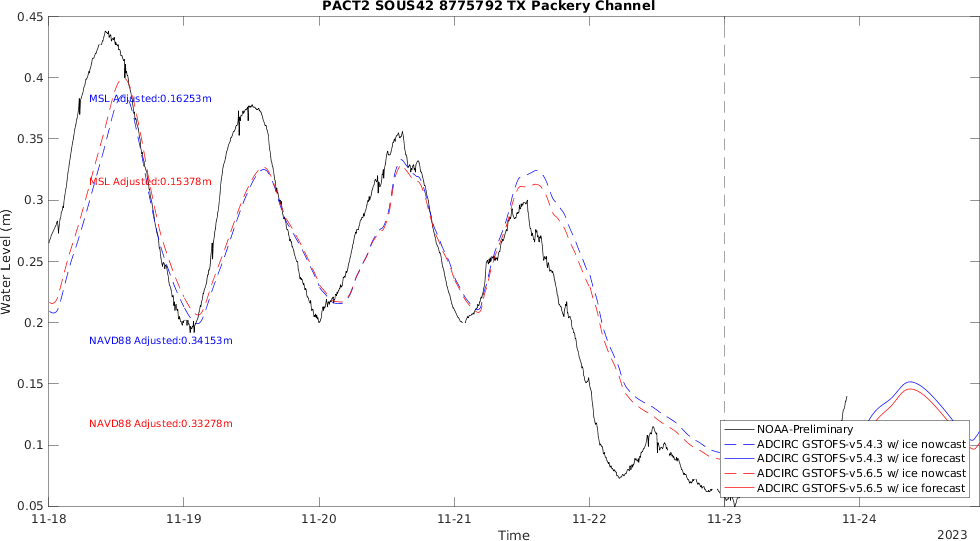 PACT2 SOUS42 8775792 TX Packery Channel
0.45
0.4
0.35
0.3
0.25
0.2
0.15
0.1
0.05
Water Level (m)
MSL Adjusted:0.16253m
MSL Adjusted:0.15378m
NAVD88 Adjusted:0.34153m
NAVD88 Adjusted:0.33278m
NOAA-Preliminary
ADCIRC GSTOFS-v5.4.3 w/ ice nowcast
ADCIRC GSTOFS-v5.4.3 w/ ice forecast
ADCIRC GSTOFS-v5.6.5 w/ ice nowcast
ADCIRC GSTOFS-v5.6.5 w/ ice forecast
11-18 11-19 11-20 11-21 11-22 11-23 11-24
Time
2023